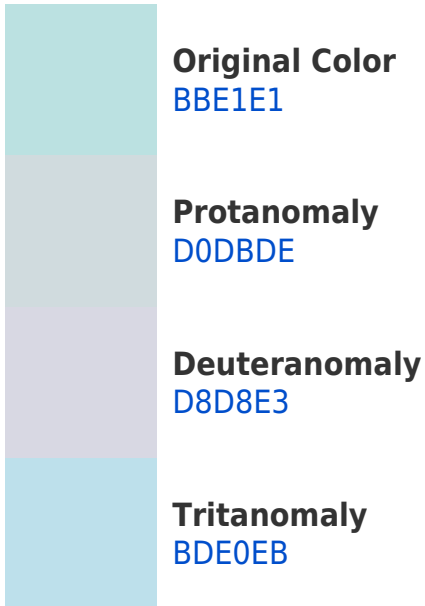 Original Color
BBE1E1
Protanomaly
D0DBDE
Deuteranomaly
D8D8E3
Tritanomaly
BDE0EB